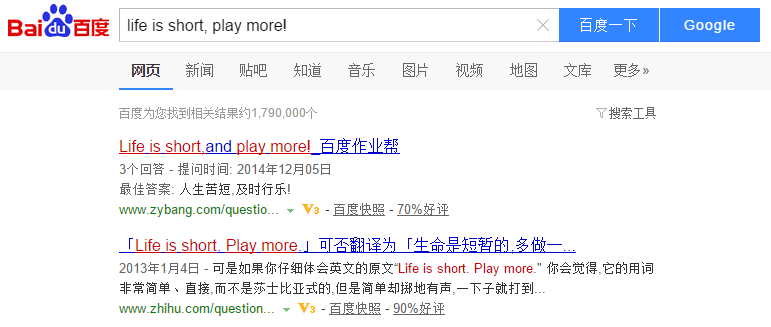 Bai du 百度 life is short, play more! 百度一下 Google
网页 新闻 贴吧 知道 音乐 图片 视频 地图 文库 更多»
百度为您找到相关结果约1,790,000个 搜索工具
Life is short,and play more!_百度作业帮
3个回答 - 提问时间: 2014年12月05日
最佳答案: 人生苦短,及时行乐!
www.zybang.com/questio... V3 - 百度快照 - 70%好评
「Life is short. Play more.」可否翻译为「生命是短暂的,多做一...
2013年1月4日 - 可是如果你仔细体会英文的原文“Life is short. Play more.” 你会觉得,它的用词
非常简单、直接,而不是莎士比亚式的,但是简单却掷地有声,一下子就打到...
www.zhihu.com/question... V3 - 百度快照 - 90%好评